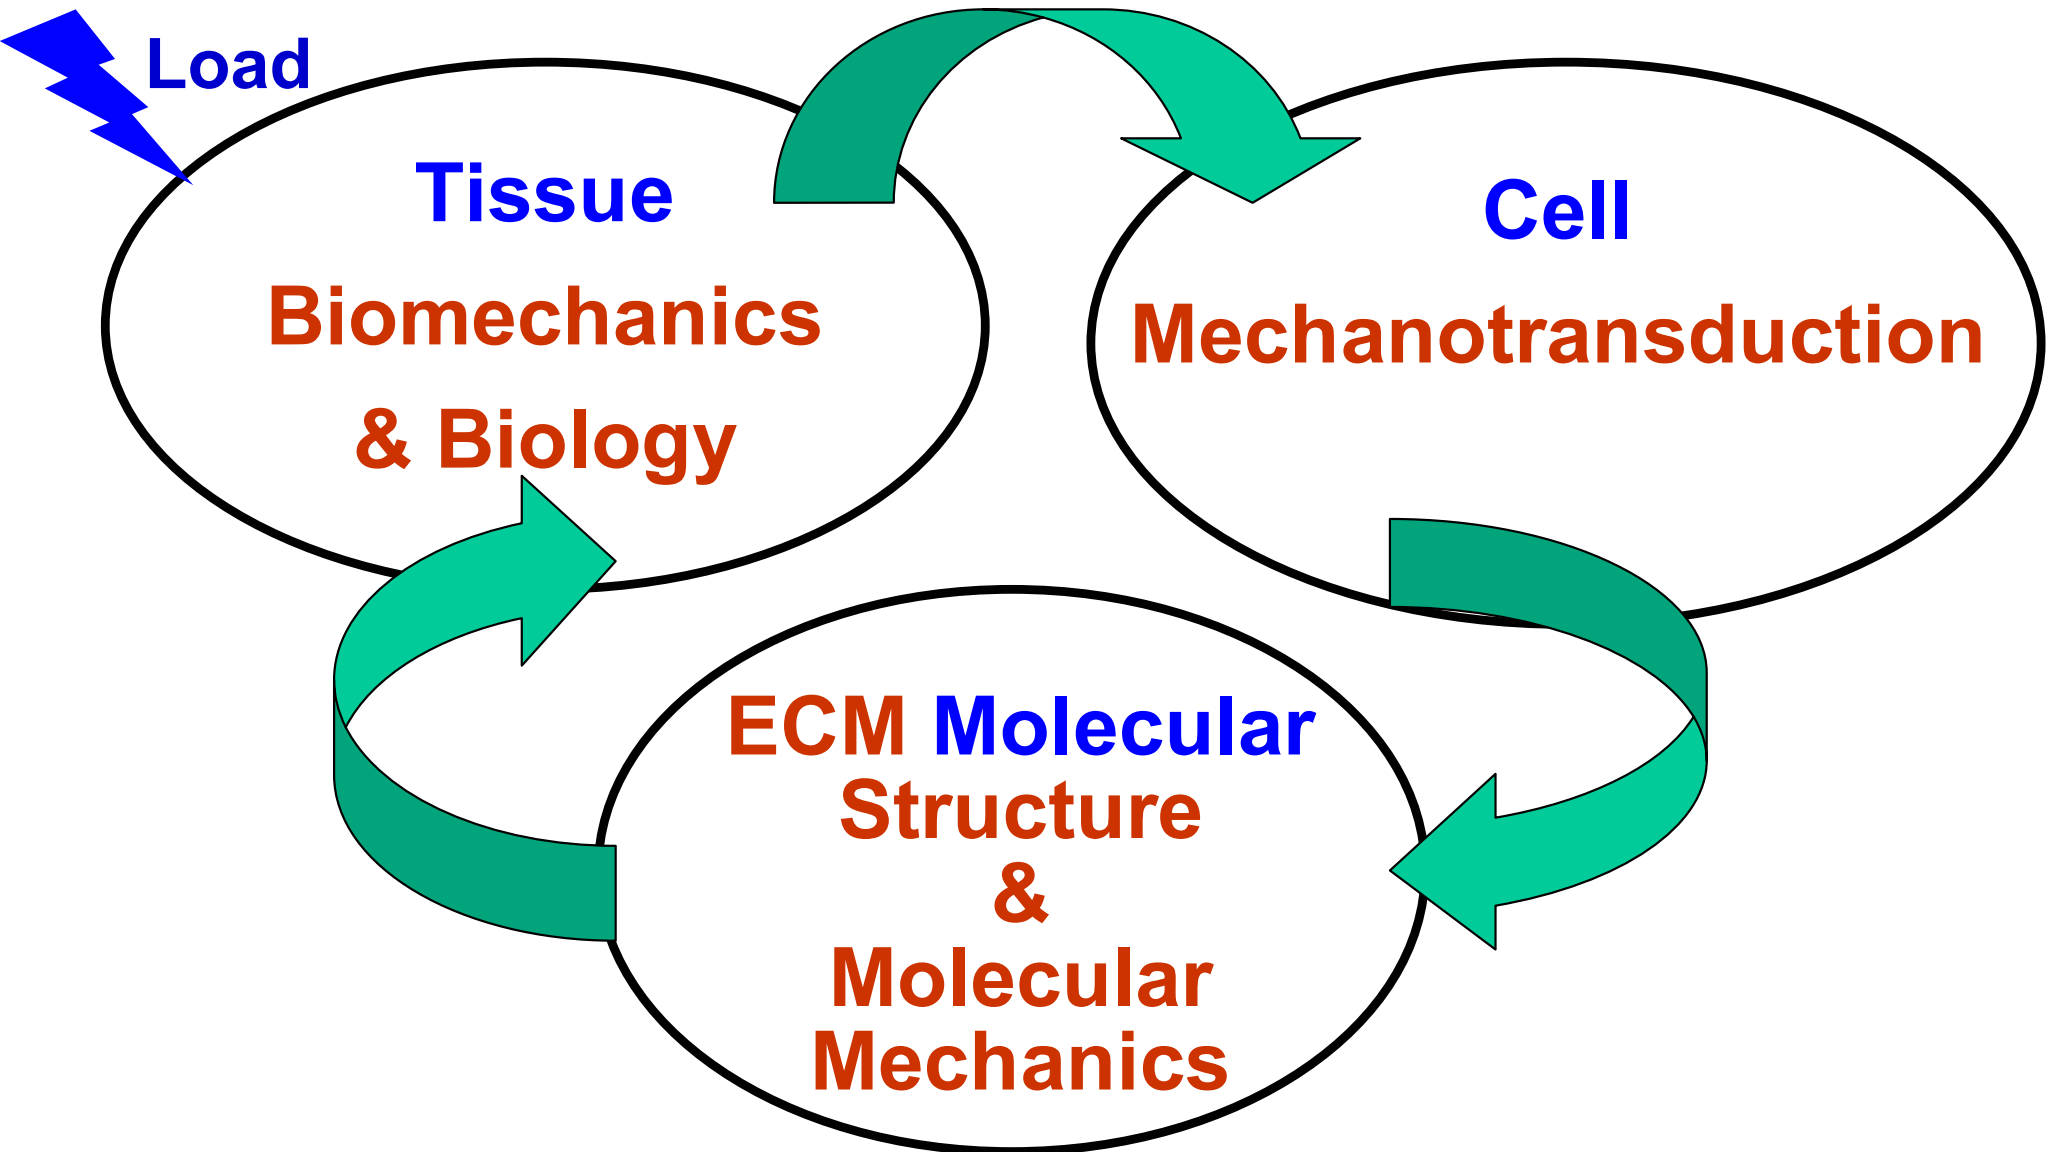 Load
Tissue
Biomechanics
& Biology
Cell
Mechanotransduction
ECM Molecular
Structure
&
Molecular
Mechanics